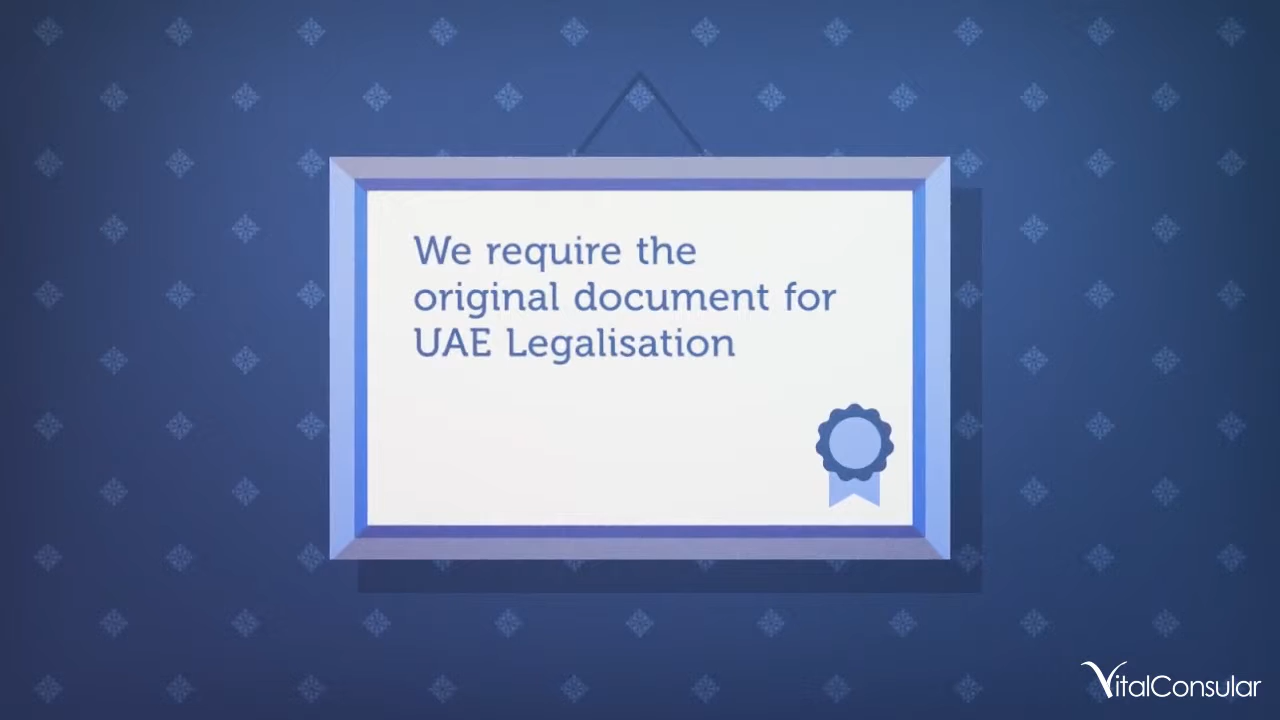 We require the
original document for
UAE Legalisation
VitalConsular